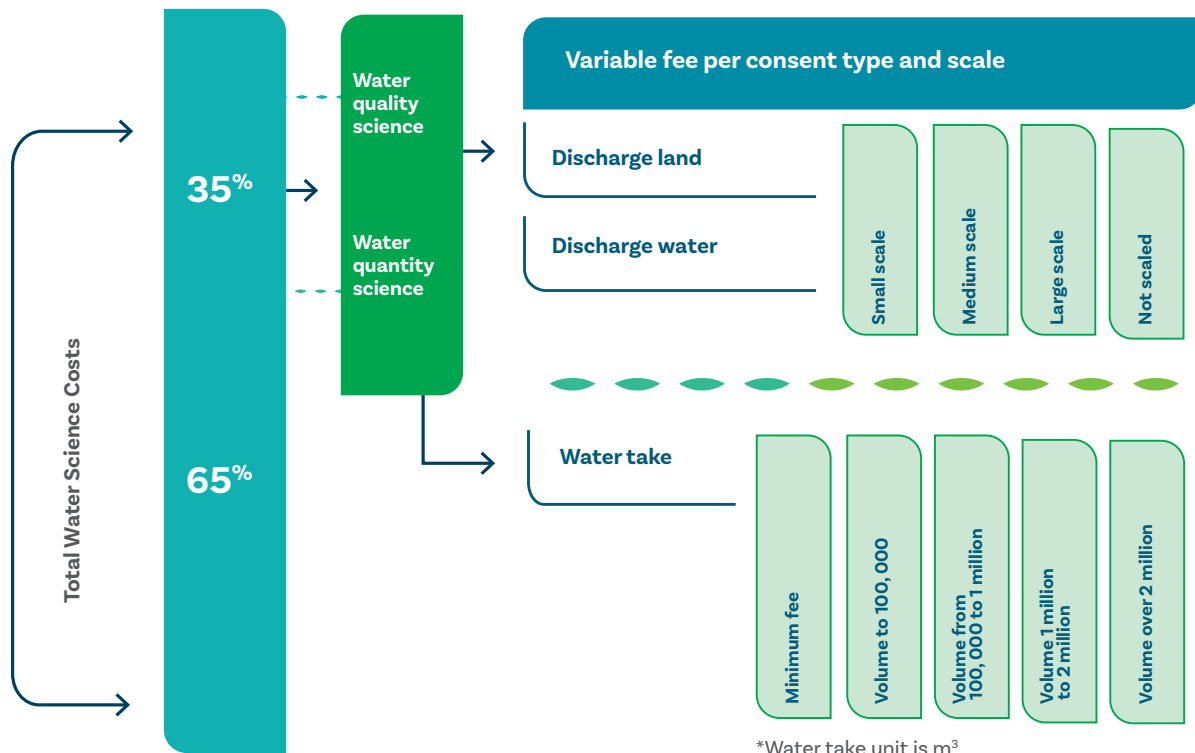 Total Water Science Costs
35%
65%
Water
quality
science
Water
quantity
science
Variable fee per consent type and scale
Discharge land
Discharge water
Small scale
Medium scale
Large scale
Not scaled
Water take
Minimum fee
Volume to 100, 000
Volume from
100, 000 to 1 million
Volume 1 million
to 2 million
Volume over 2 million
*Water take unit is m³